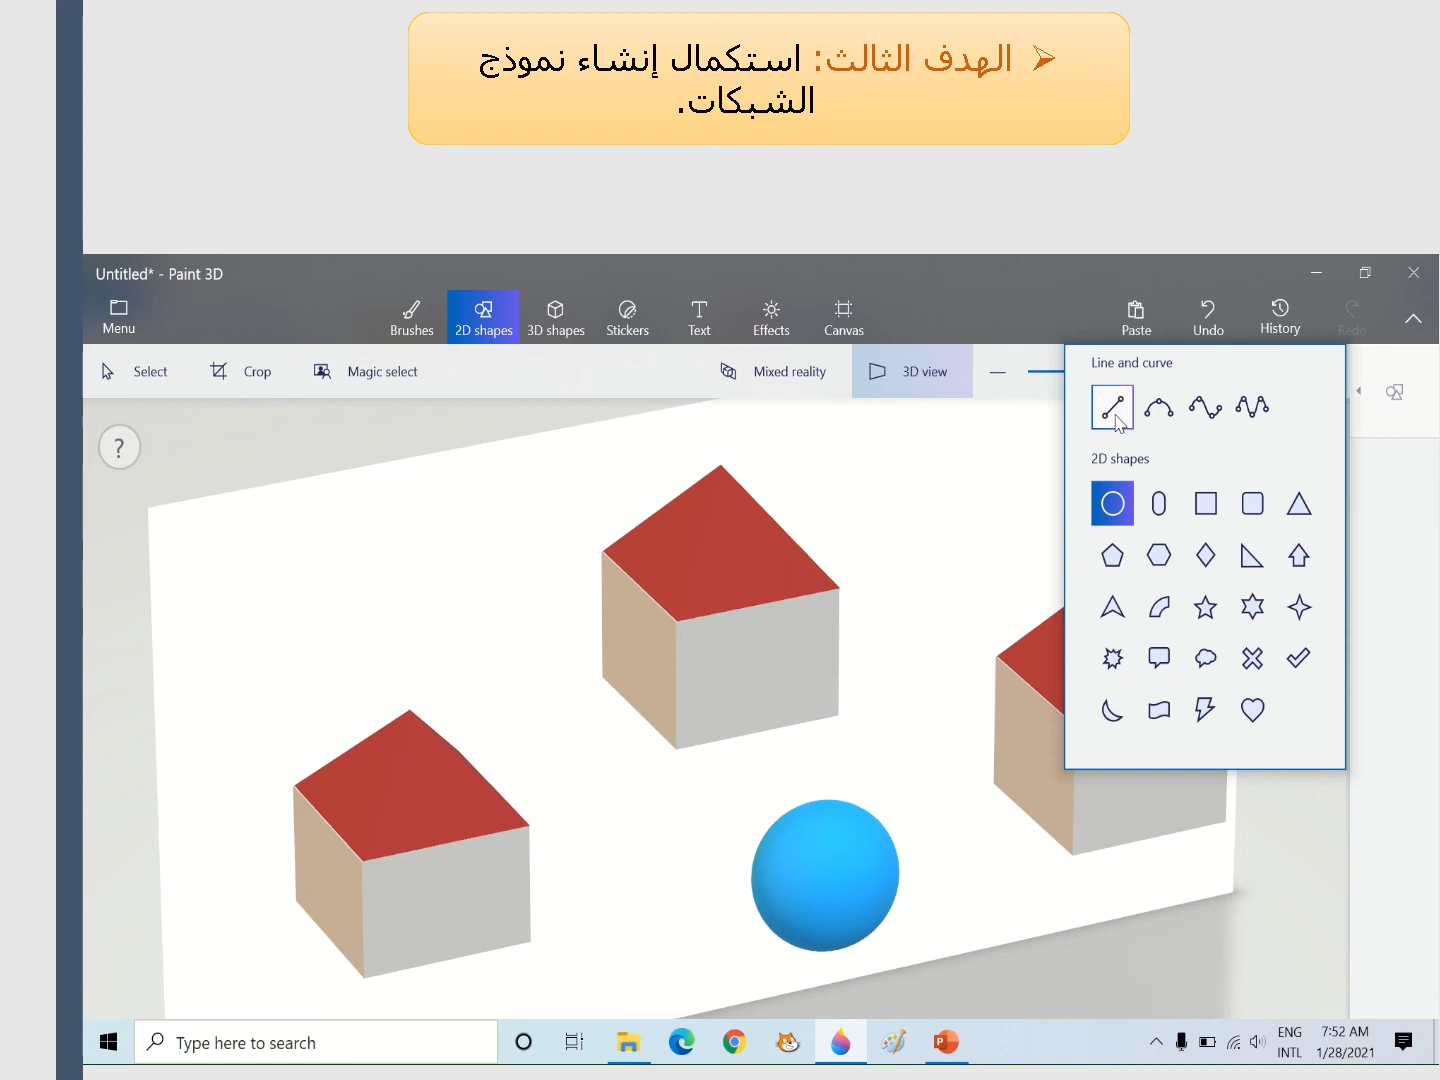 ➢ الهدف الثالث: استكمال إنشاء نموذج
الشبكات.
Untitled* - Paint 3D
Menu
Brushes
2D shapes
3D shapes
Stickers
Text
Effects
Canvas
Paste
Undo
History
Redo
Select
Crop
Magic select
Mixed reality
3D view
Line and curve
2D shapes
?
Type here to search
ENG
INTL
7:52 AM
1/28/2021